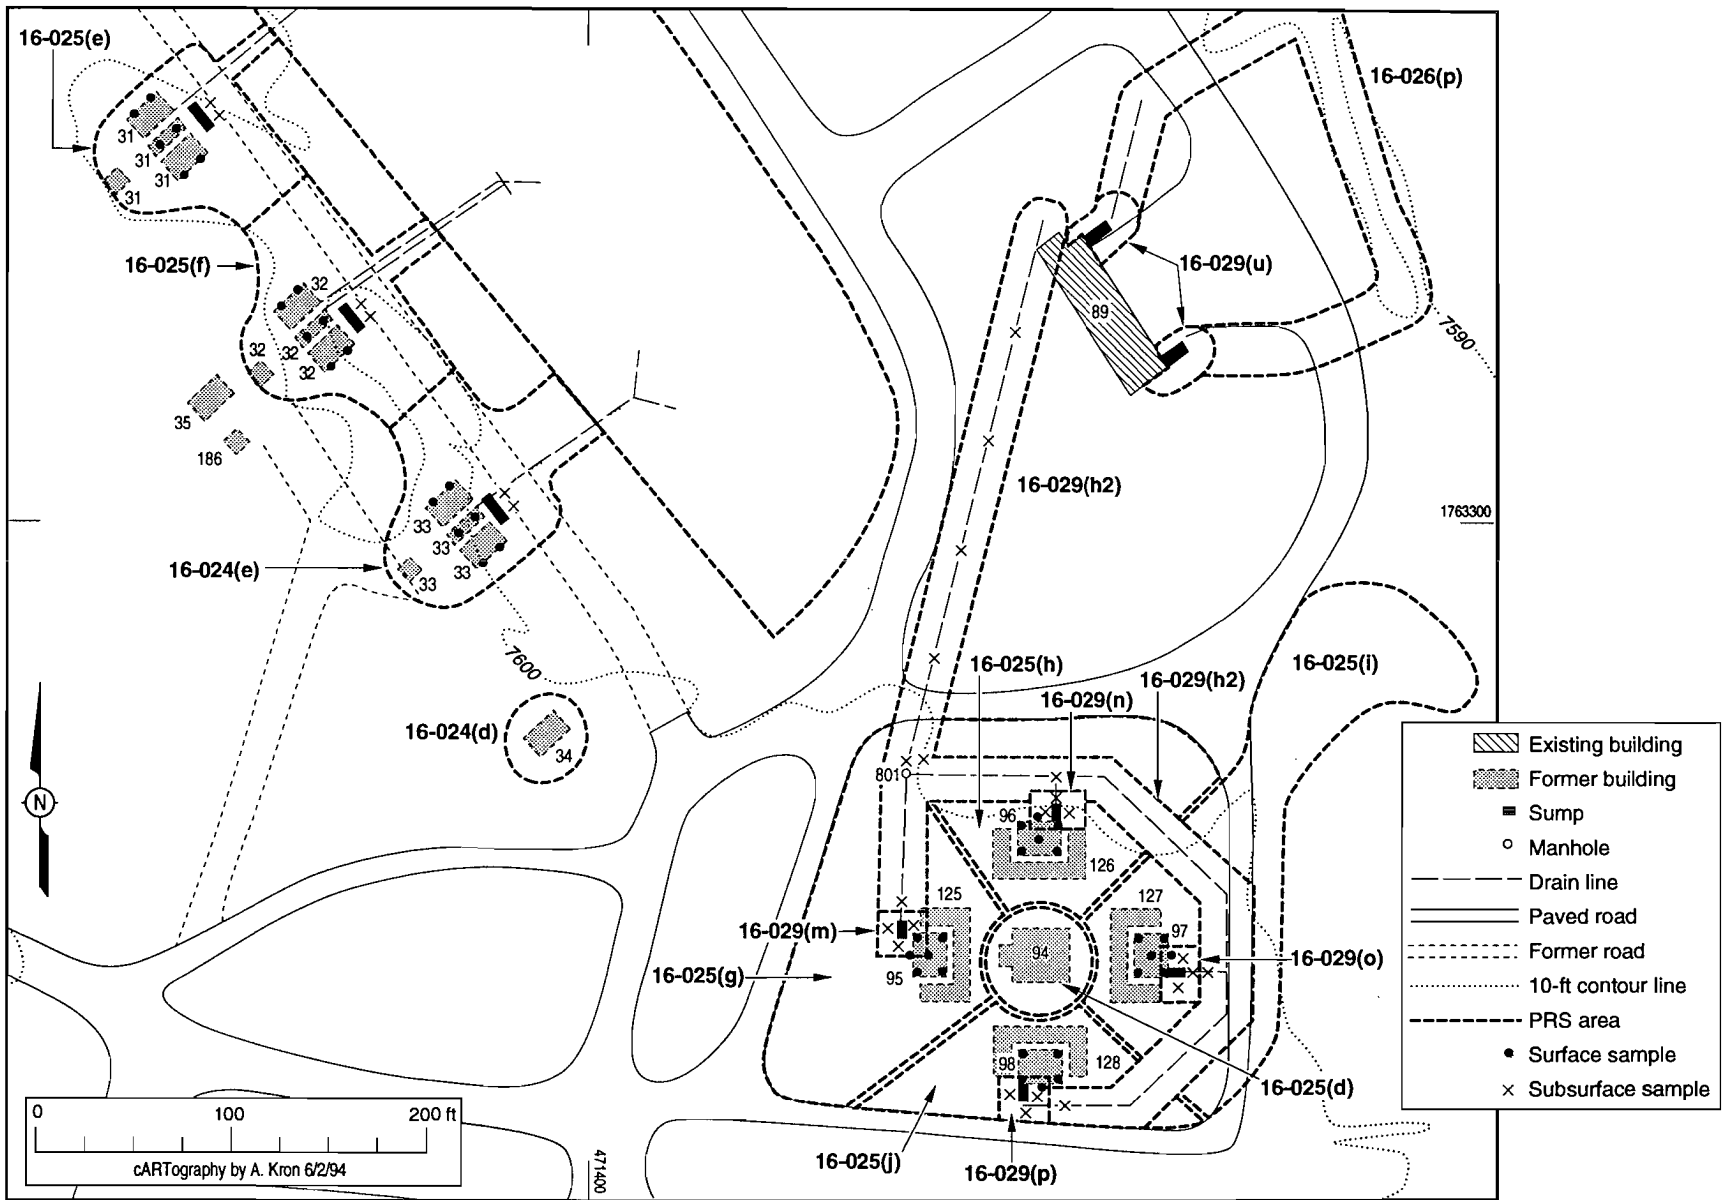 16-025(e)
31
31
31
31
16-025(f)
32
32
32
32
35
186
33
33
33
33
16-024(e)
7600
16-024(d)
34
16-026(p)
16-029(u)
89
7590
16-029(h2)
1763300
16-025(h)
16-029(n)
16-029(h2)
16-025(i)
801
96
126
125
127
97
94
95
98
128
16-029(m)
16-025(g)
16-029(o)
16-025(d)
16-025(j)
16-029(p)
N
0 100 200 ft
cARTography by A. Kron 6/2/94
471400
Existing building
Former building
Sump
Manhole
Drain line
Paved road
Former road
10-ft contour line
PRS area
Surface sample
Subsurface sample